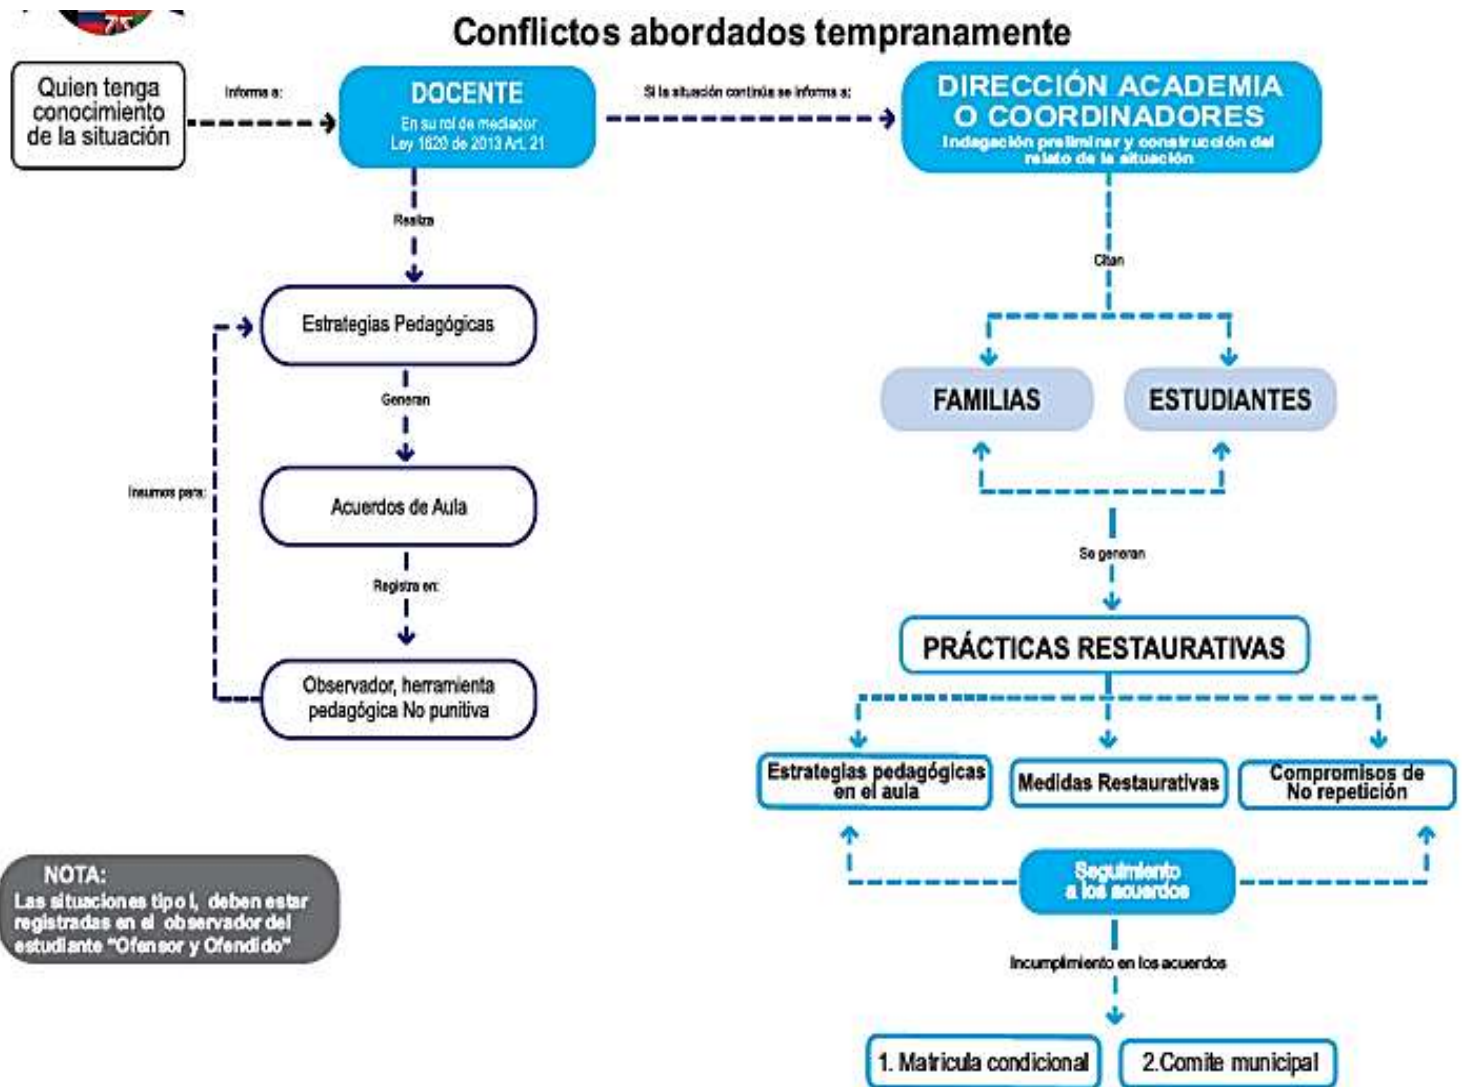 75
Conflictos abordados tempranamente
Quien tenga
conocimiento
de la situación
Informa a:
DOCENTE
En su rol de mediador
Ley 1620 de 2013 Art. 21
Si la situación continúa se informa a:
DIRECCIÓN ACADEMIA
O COORDINADORES
Indagación preliminar y construcción del
relato de la situación
Realiza
Citan
Estrategias Pedagógicas
FAMILIAS
ESTUDIANTES
Generan
Insumos para:
Acuerdos de Aula
Se generan
Registra en:
PRÁCTICAS RESTAURATIVAS
Observador, herramienta
pedagógica No punitiva
Estrategias pedagógicas
en el aula
Medidas Restaurativas
Compromisos de
No repetición
NOTA:
Las situaciones tipo I, deben estar
registradas en el observador del
estudiante "Ofensor y Ofendido"
Seguimiento
a los acuerdos
Incumplimiento en los acuerdos
1. Matricula condicional
2.Comite municipal